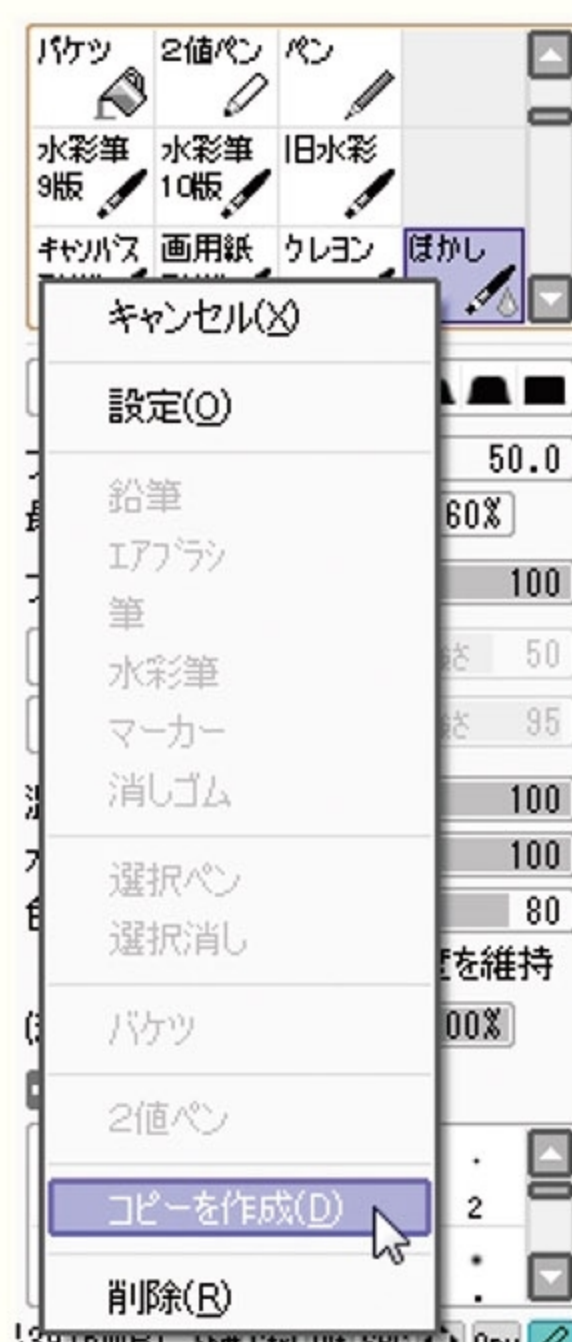 バケツ 2値ペン ペン
水彩筆 水彩筆 旧水彩
9版 10版
キャンバス 画用紙 クレヨン ぼかし
キャンセル(X)
設定(O)
50.0
鉛筆
60%
エアブラシ
100
筆
さ 50
水彩筆
マーカー
さ 95
消しゴム
100
100
選択ペン
80
選択消し
を維持
バケツ
00%
2値ペン
コピーを作成(D)
2
削除(R)